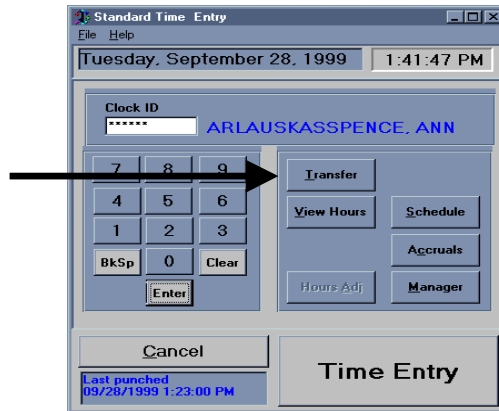 Standard Time Entry
File Help
Tuesday, September 28, 1999 1:41:47 PM
Clock ID
****** ARLAUSKASSPENCE, ANN
7 8 9
4 5 6
1 2 3
BkSp 0 Clear
Enter
Transfer
View Hours Schedule
Accruals
Hours Adj Manager
Cancel
Last punched
09/28/1999 1:23:00 PM
Time Entry